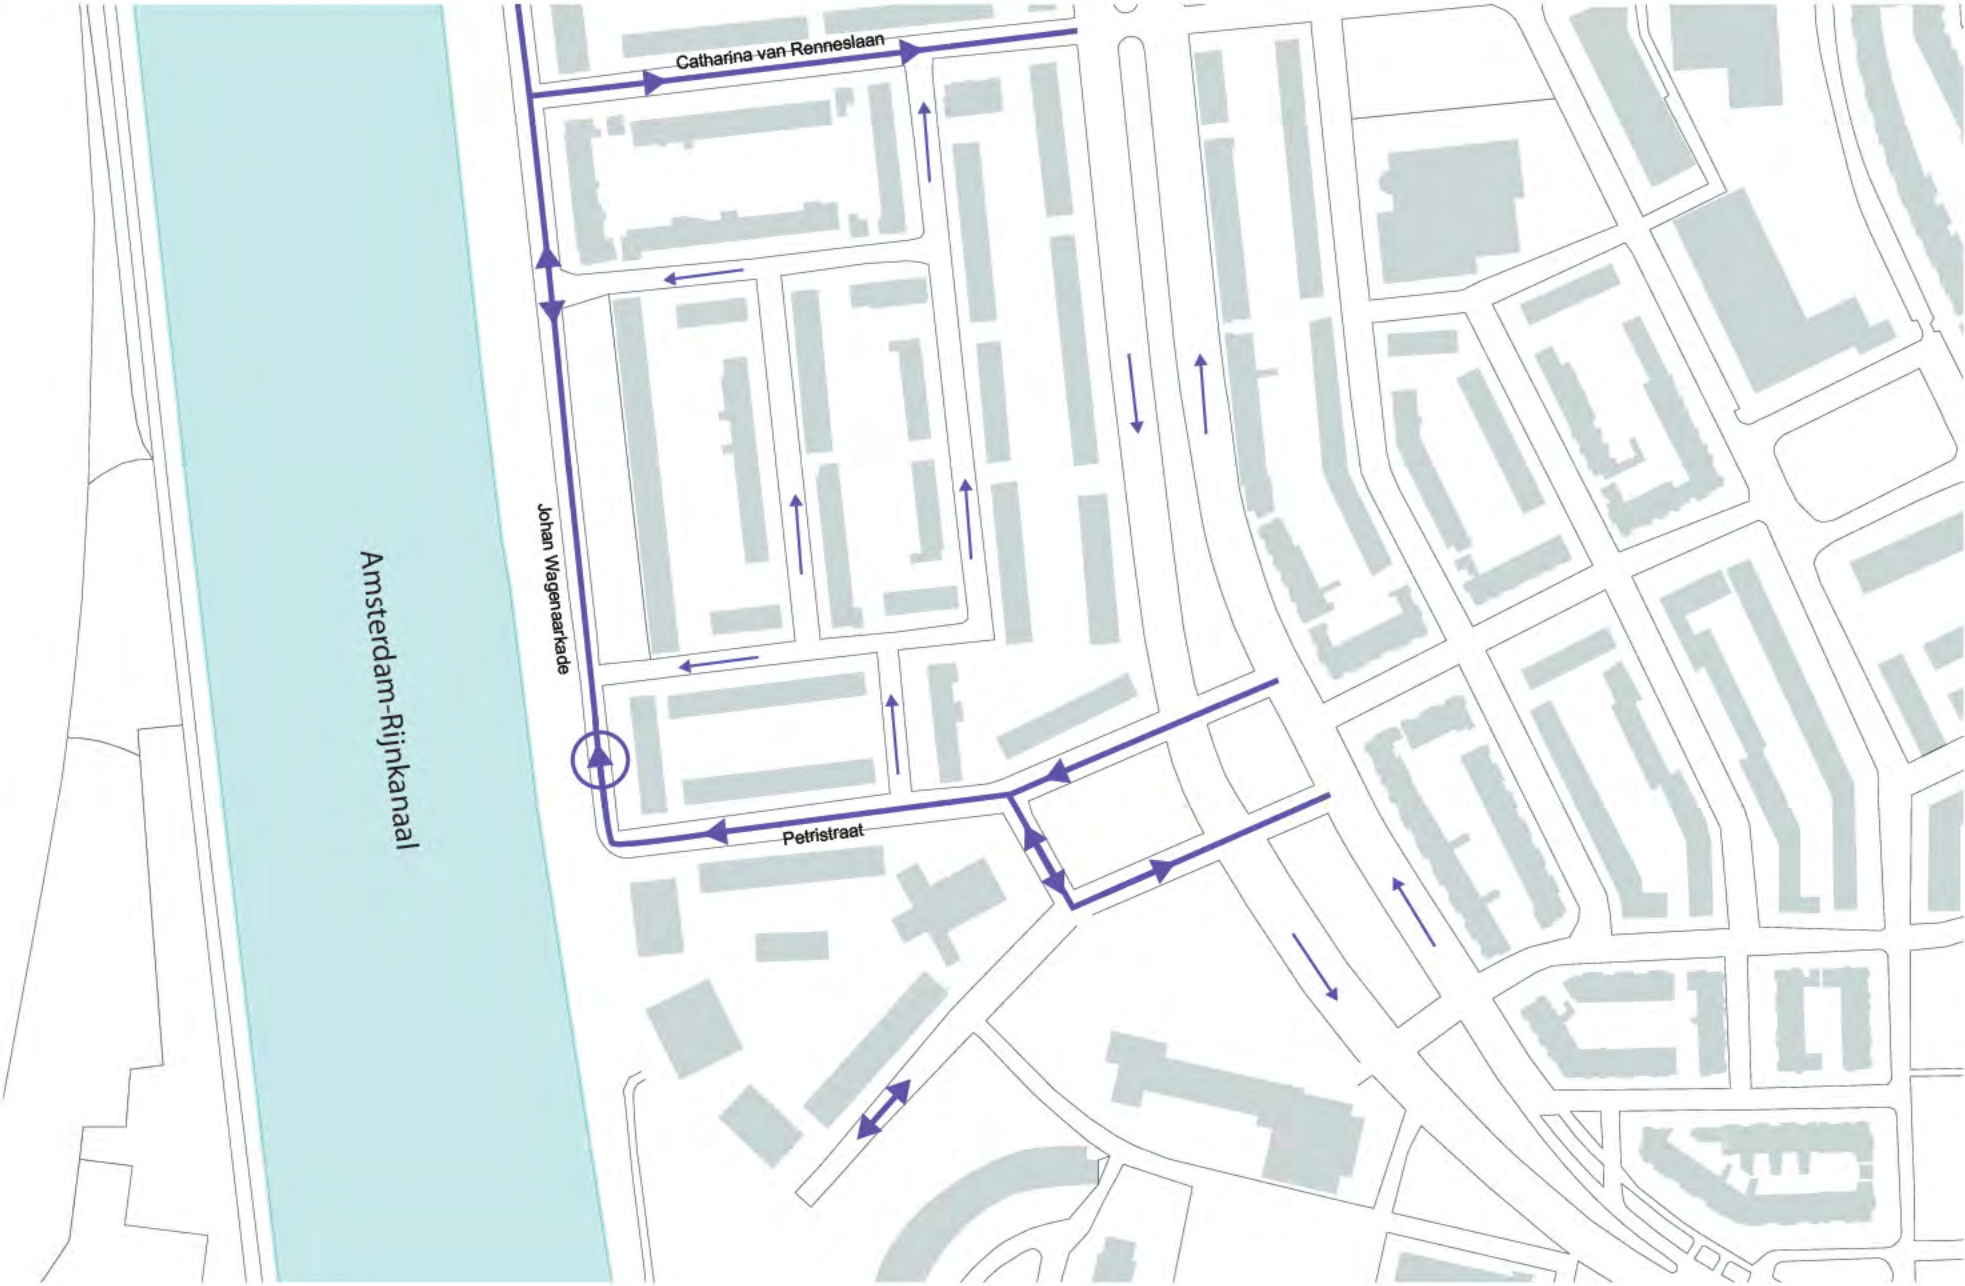 Catharina van Renneslaan
Johan Wagenaarkade
Amsterdam-Rijnkanaal
Petristraat